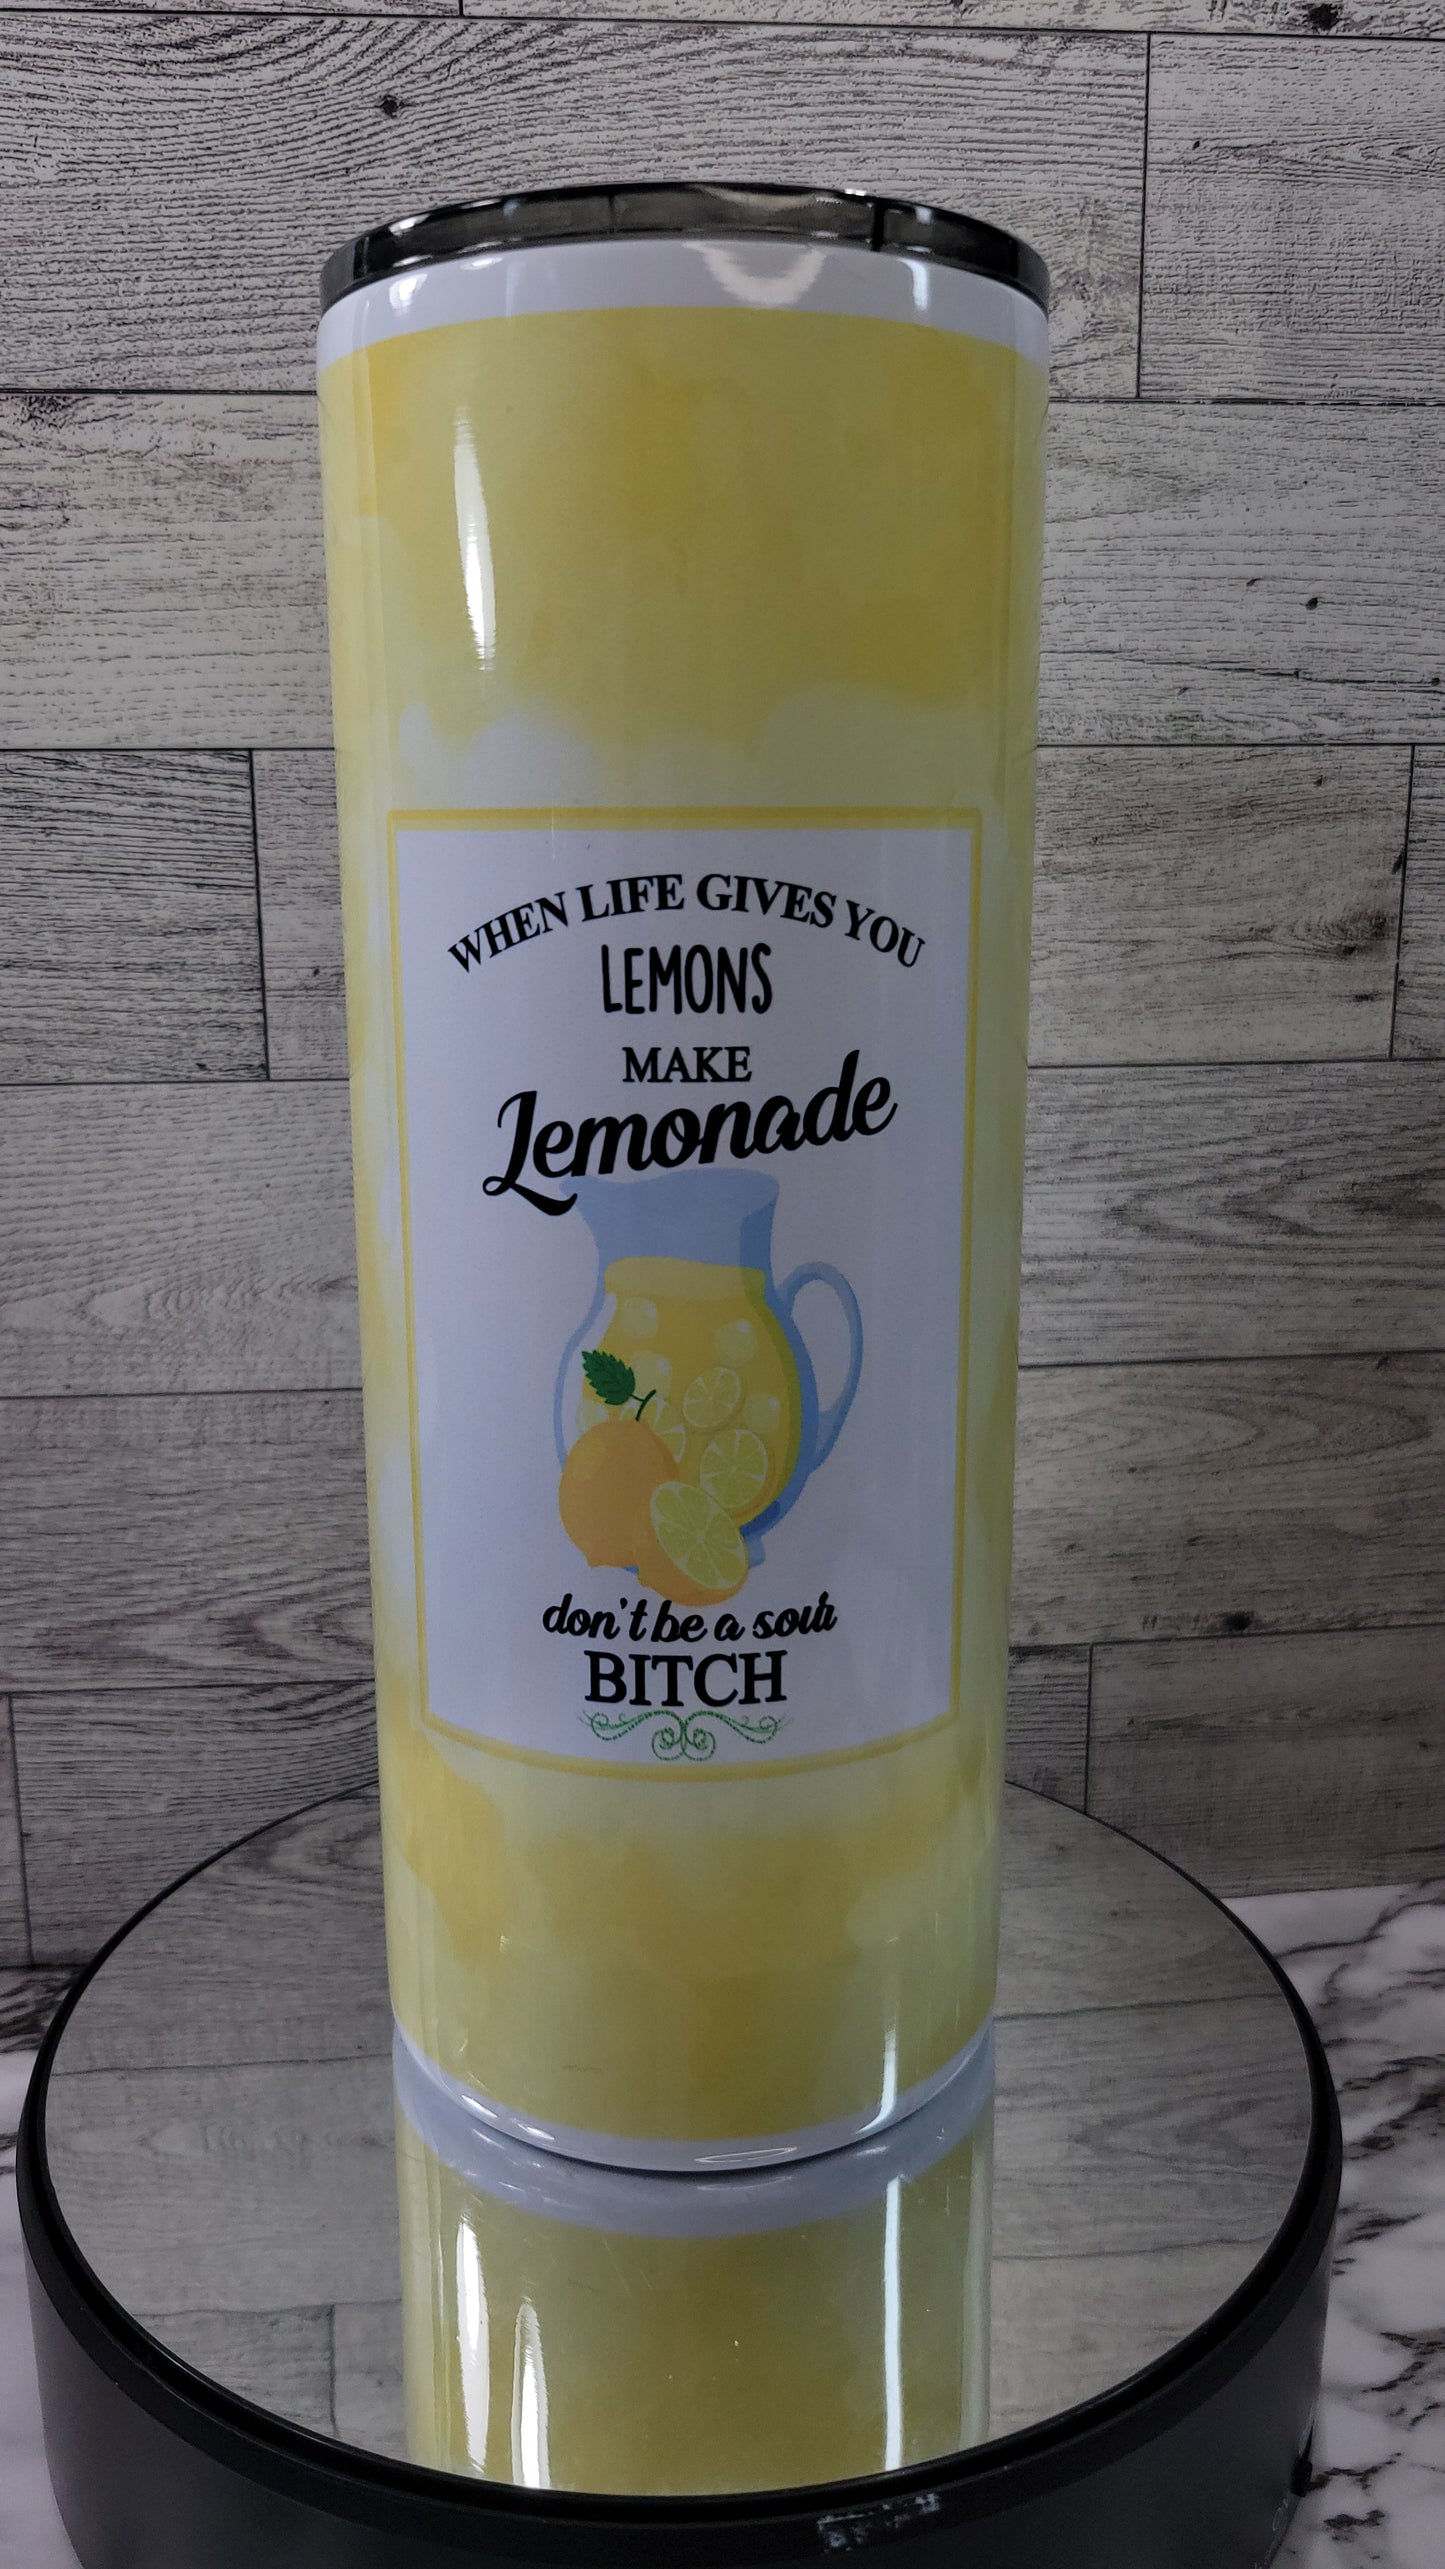 WHEN LIFE GIVES YOU
LEMONS
MAKE
Lemonade
don't be a sour
BITCH